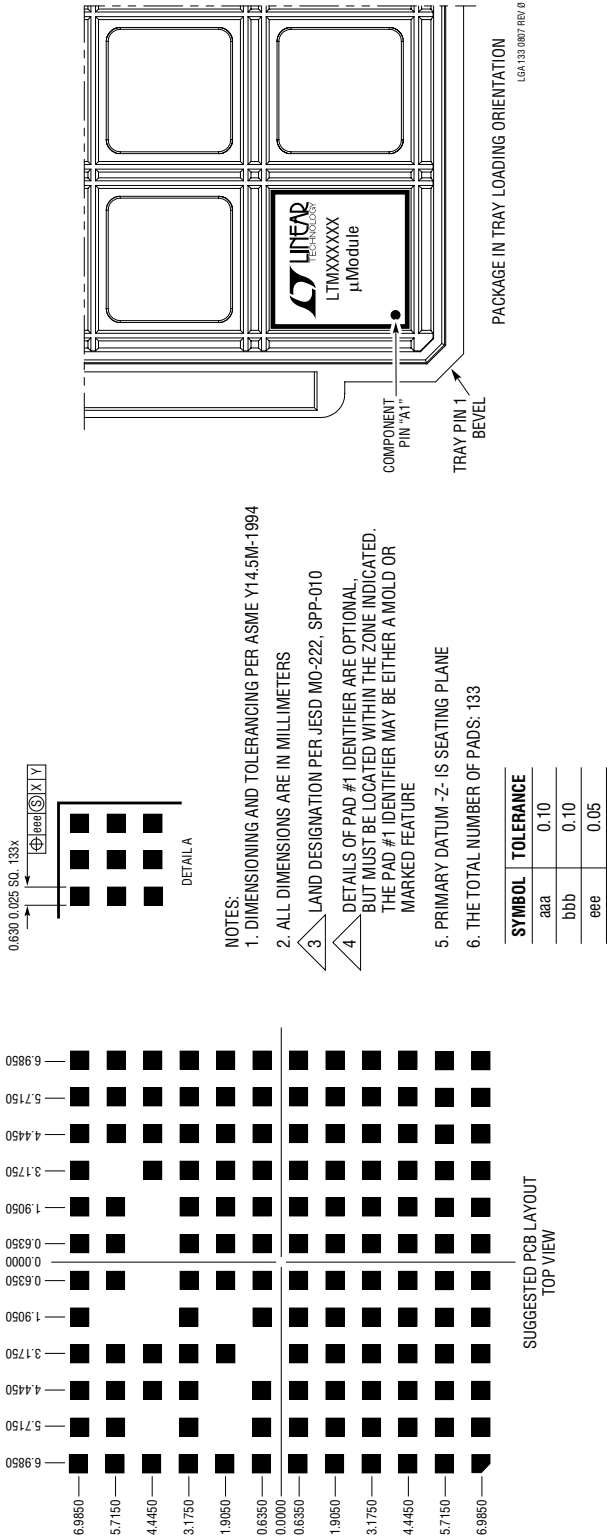 6.9850
5.7150
4.4450
3.1750
1.9050
0.6350
0.0000
0.6350
1.9050
3.1750
4.4450
5.7150
6.9850
6.9850
5.7150
4.4450
3.1750
1.9050
0.6350
0.0000
0.6350
1.9050
3.1750
4.4450
5.7150
6.9850
SUGGESTED PCB LAYOUT
TOP VIEW
0.630 0.025 SQ. 133x
eee S X Y
DETAIL A
NOTES:
1. DIMENSIONING AND TOLERANCING PER ASME Y14.5M-1994
2. ALL DIMENSIONS ARE IN MILLIMETERS
3 LAND DESIGNATION PER JESD MO-222, SPP-010
4 DETAILS OF PAD #1 IDENTIFIER ARE OPTIONAL,
BUT MUST BE LOCATED WITHIN THE ZONE INDICATED.
THE PAD #1 IDENTIFIER MAY BE EITHER A MOLD OR
MARKED FEATURE
5. PRIMARY DATUM -Z- IS SEATING PLANE
6. THE TOTAL NUMBER OF PADS: 133
SYMBOL TOLERANCE
aaa 0.10
bbb 0.10
eee 0.05
LT LINEAR
TECHNOLOGY
LTMXXXXXX
µModule
COMPONENT
PIN "A1"
TRAY PIN 1
BEVEL
PACKAGE IN TRAY LOADING ORIENTATION
LGA 133 0807 REV Ø